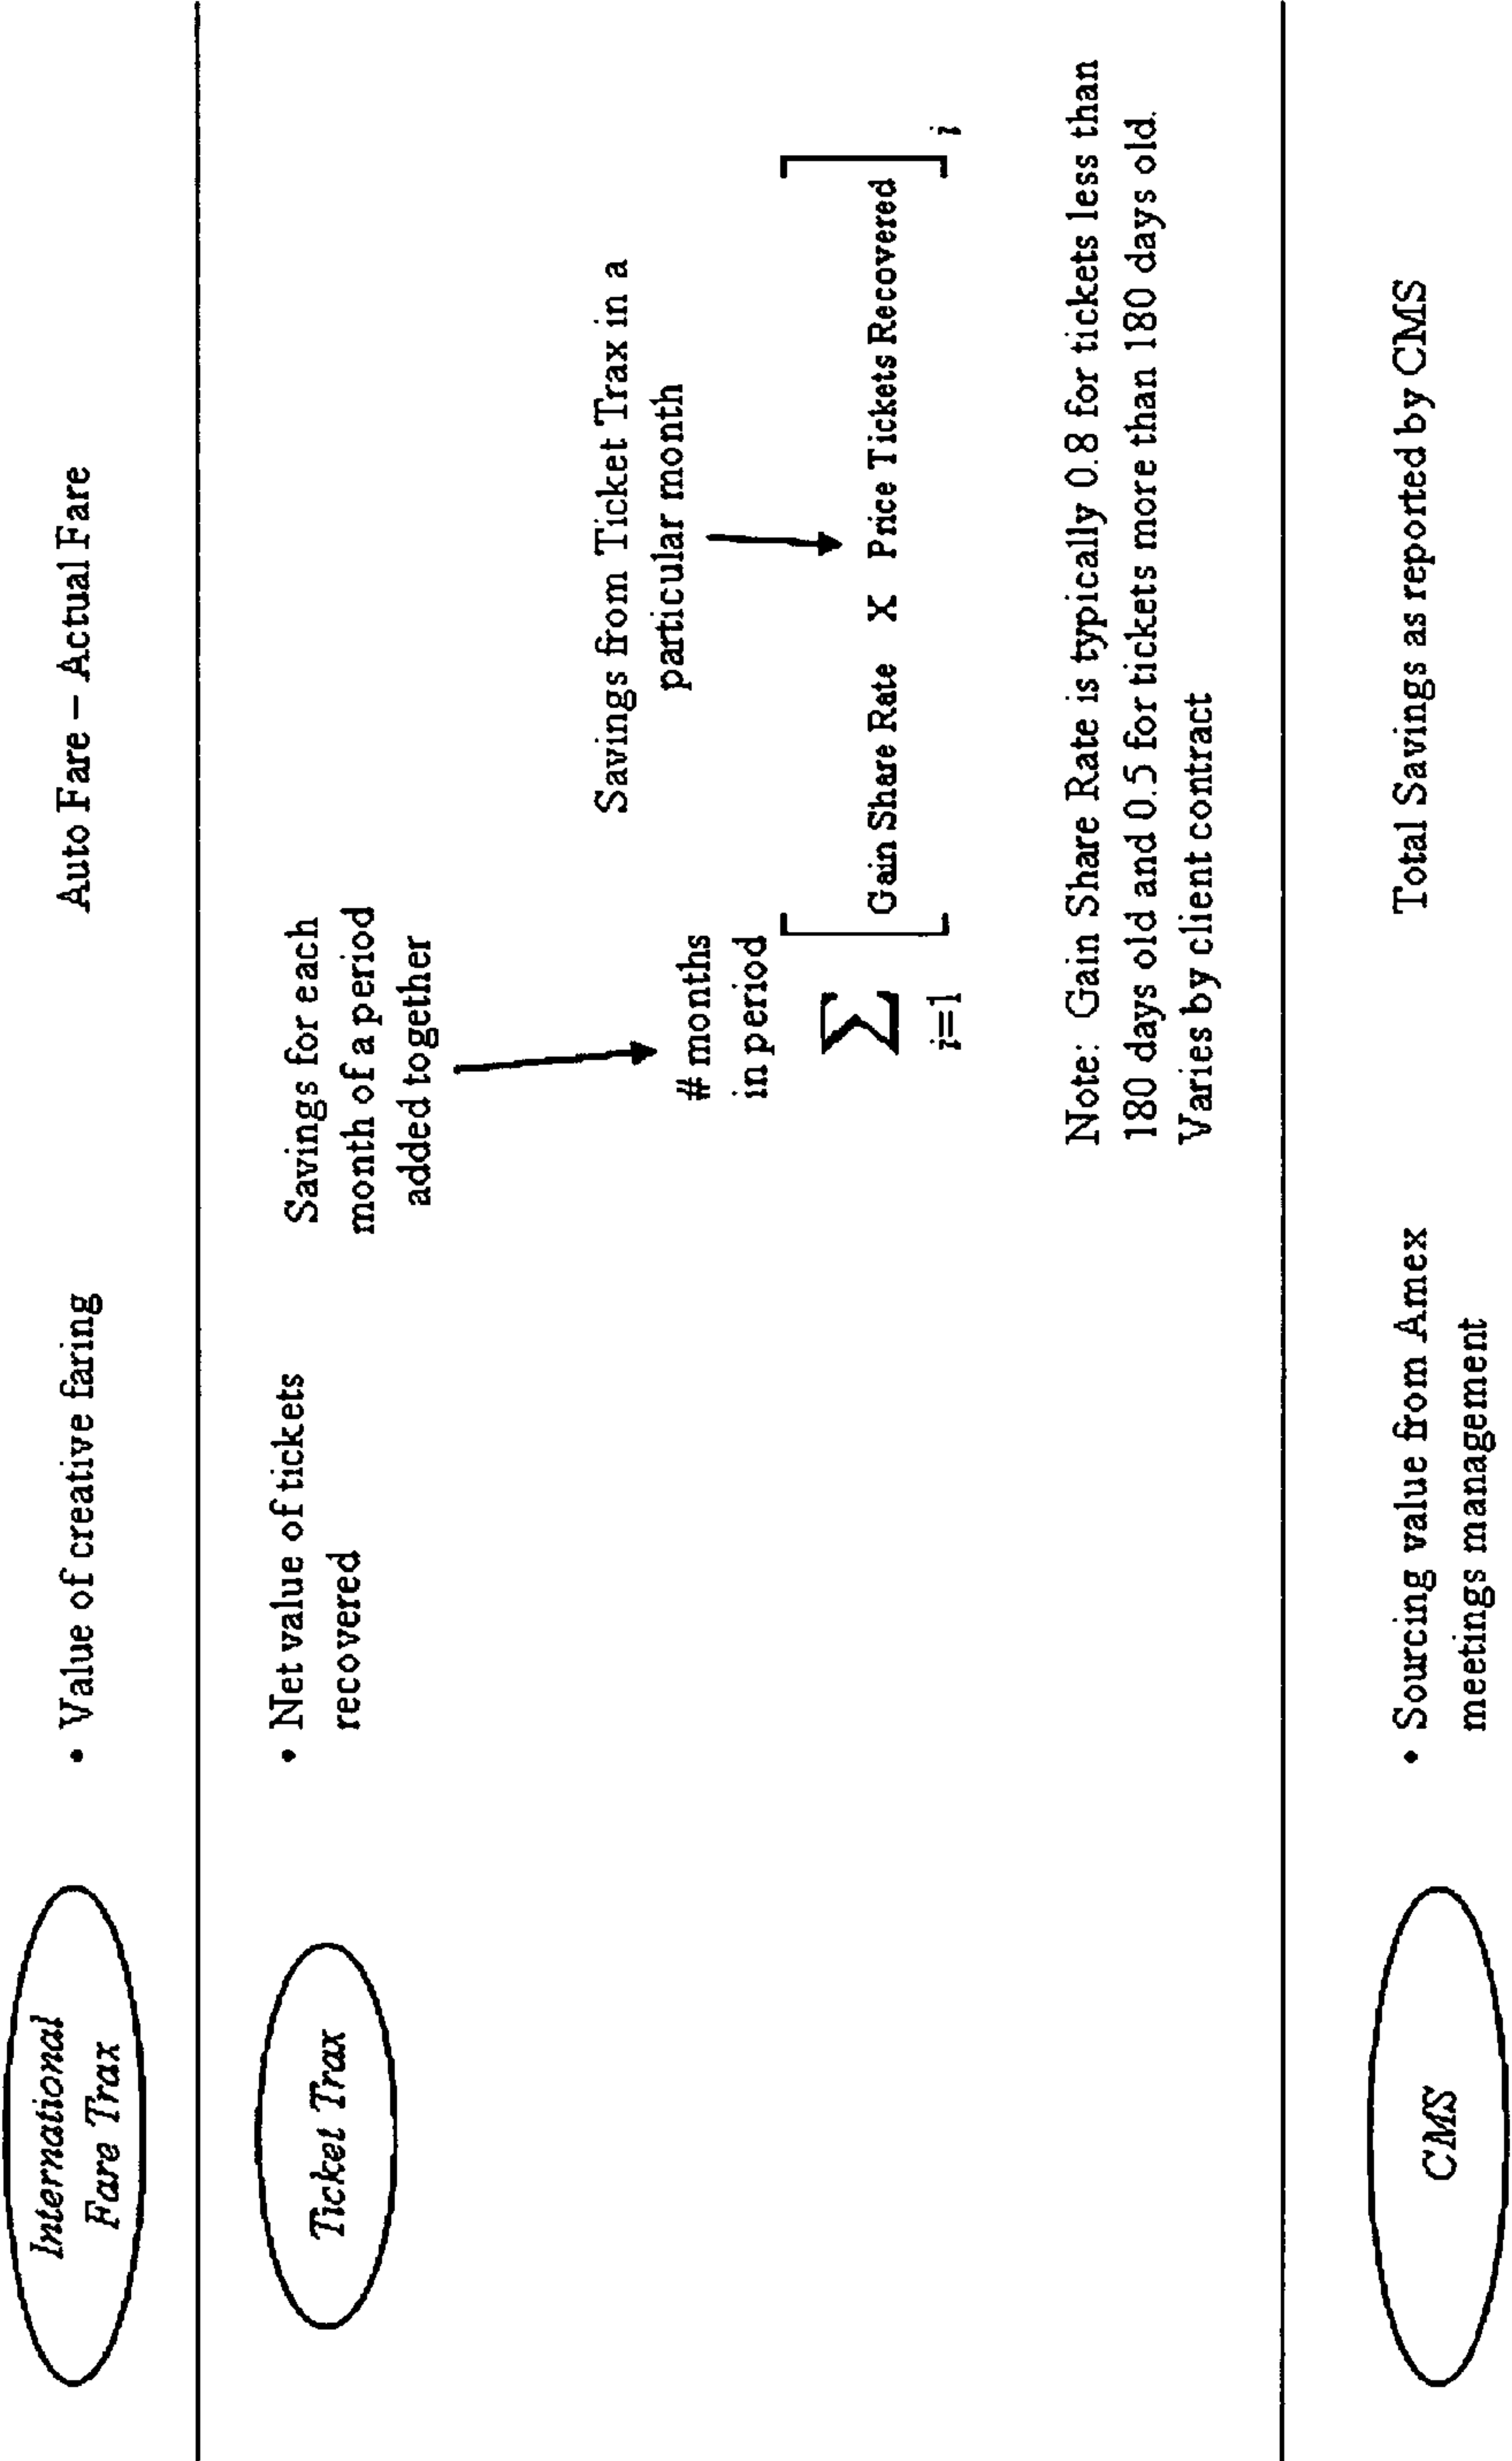 International
Fare Trax
• Value of creative faring
Auto Fare – Actual Fare
Ticket Trax
• Net value of tickets
recovered
Savings for each
month of a period
added together
Savings from Ticket Trax in a
particular month
# months
in period
∑ [ Gain Share Rate X Price Tickets Recovered ]
i=1
i
Note: Gain Share Rate is typically 0.8 for tickets less than
180 days old and 0.5 for tickets more than 180 days old.
Varies by client contract
CMS
• Sourcing value from Amex
meetings management
Total Savings as reported by CMS